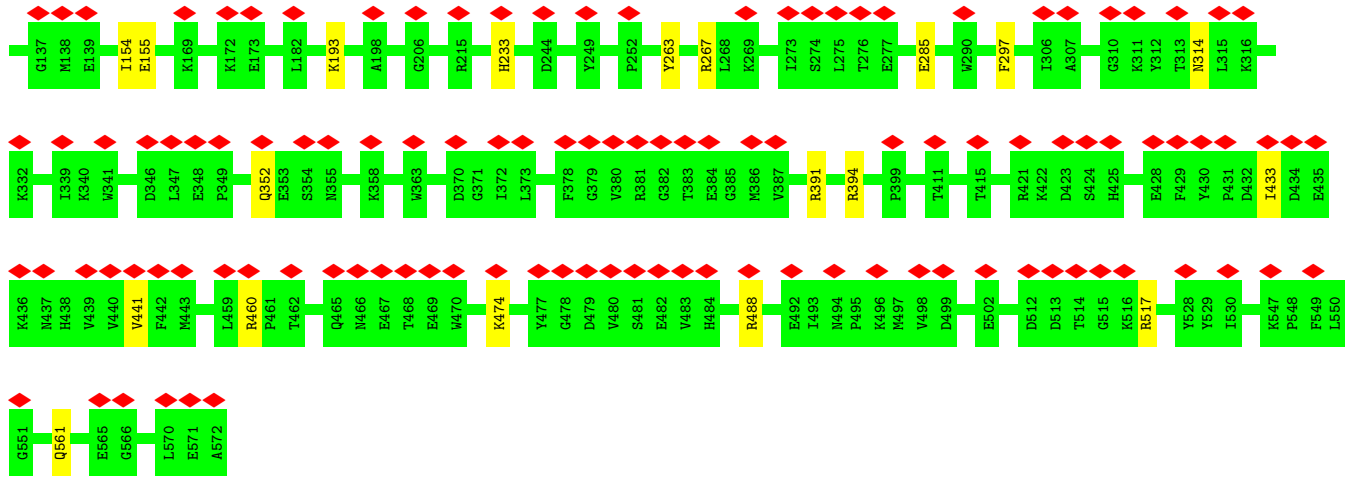 G137 M138 E139 I154 E155 K169 K172 E173 L182 K193 A198 G206 R215 H233 D244 Y249 P252 Y263 R267 L268 K269 I273 S274 L275 T276 E277 E285 W290 F297 I306 A307 G310 K311 Y312 T313 N314 L315 K316
K332 I339 K340 W341 D346 L347 E348 P349 Q352 E353 S354 N355 K358 W363 D370 G371 I372 L373 F378 G379 V380 R381 G382 T383 E384 G385 M386 V387 R391 R394 P399 T411 T415 R421 K422 D423 S424 H425 E428 F429 Y430 P431 D432 I433 D434 E435
K436 N437 H438 V439 V440 V441 F442 M443 L459 R460 P461 T462 Q465 N466 E467 T468 E469 W470 K474 Y477 G478 D479 V480 S481 E482 V483 H484 R488 E492 I493 N494 P495 K496 M497 V498 D499 E502 D512 D513 T514 G515 K516 R517 Y528 Y529 I530 K547 P548 F549 L550
G551 Q561 E565 G566 L570 E571 A572